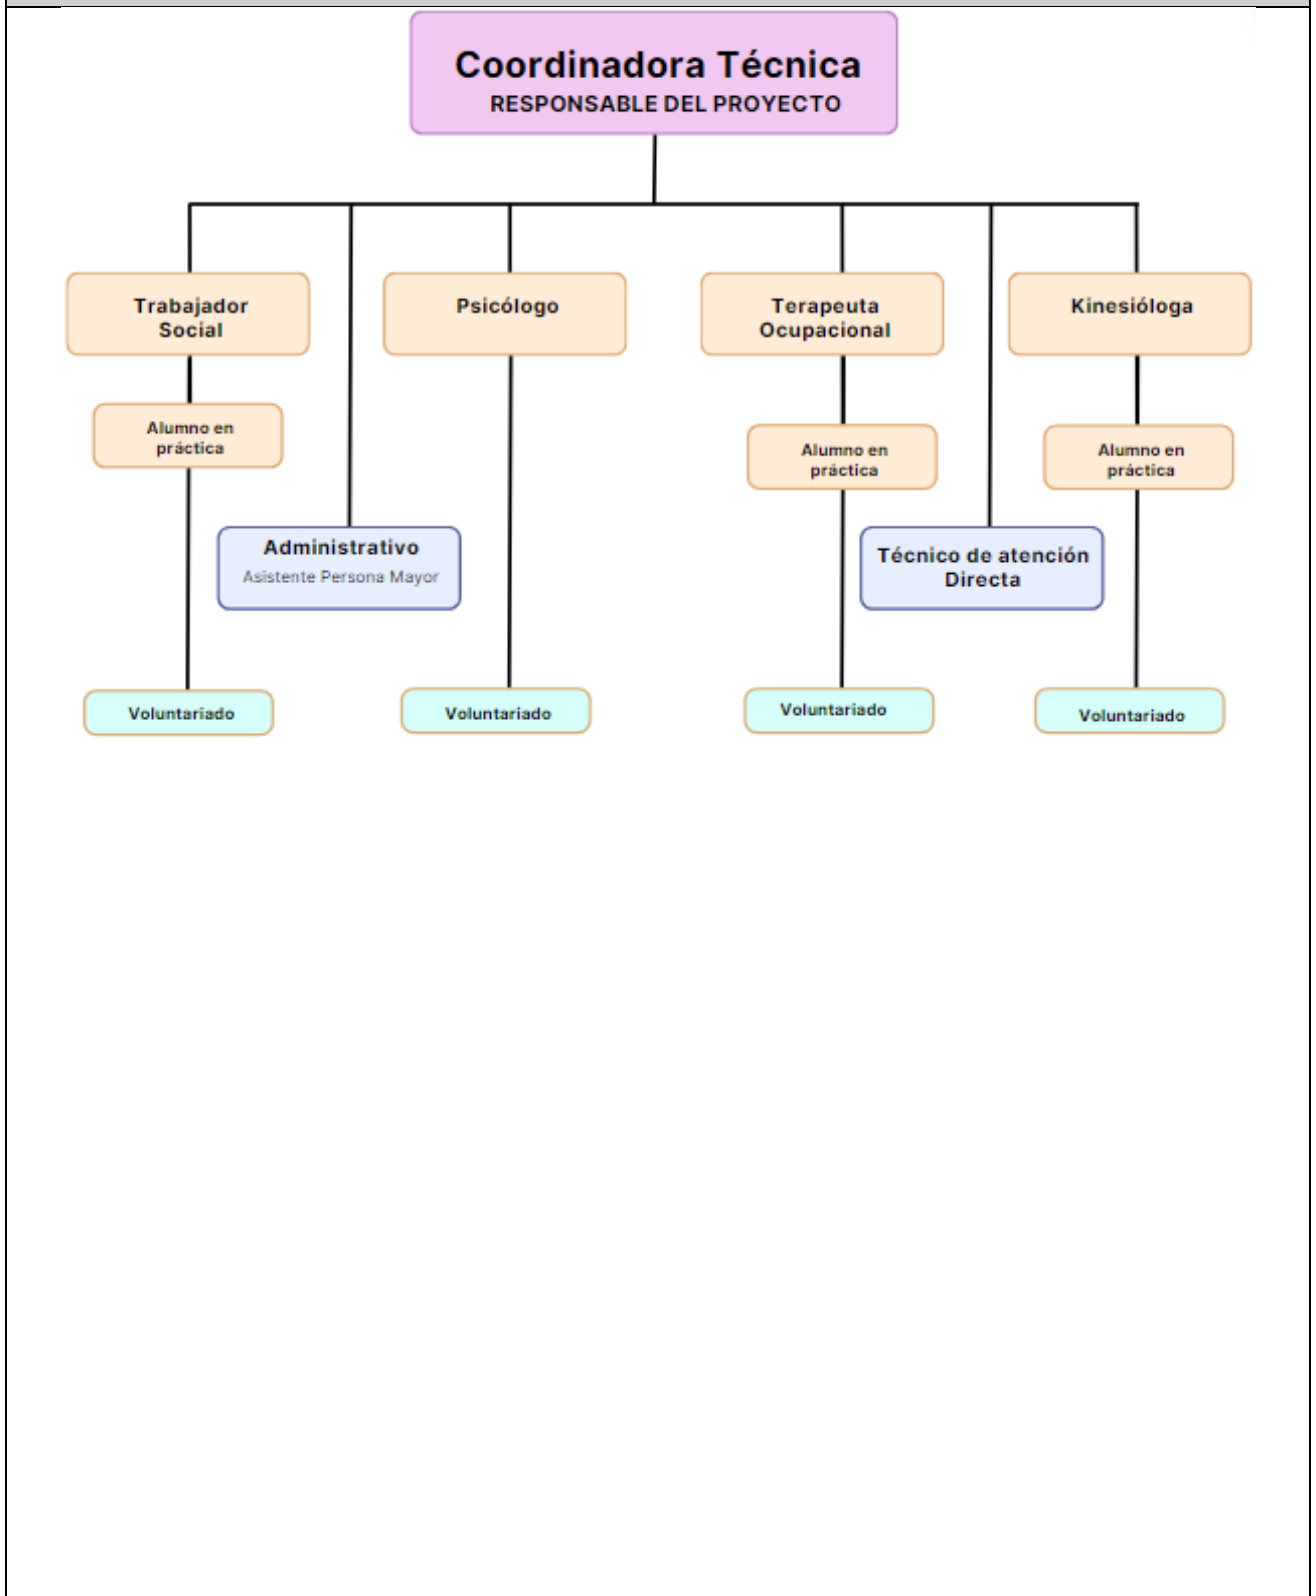 Coordinadora Técnica
RESPONSABLE DEL PROYECTO
Trabajador
Social
Psicólogo
Terapeuta
Ocupacional
Kinesióloga
Alumno en
práctica
Alumno en
práctica
Alumno en
práctica
Administrativo
Asistente Persona Mayor
Técnico de atención
Directa
Voluntariado
Voluntariado
Voluntariado
Voluntariado